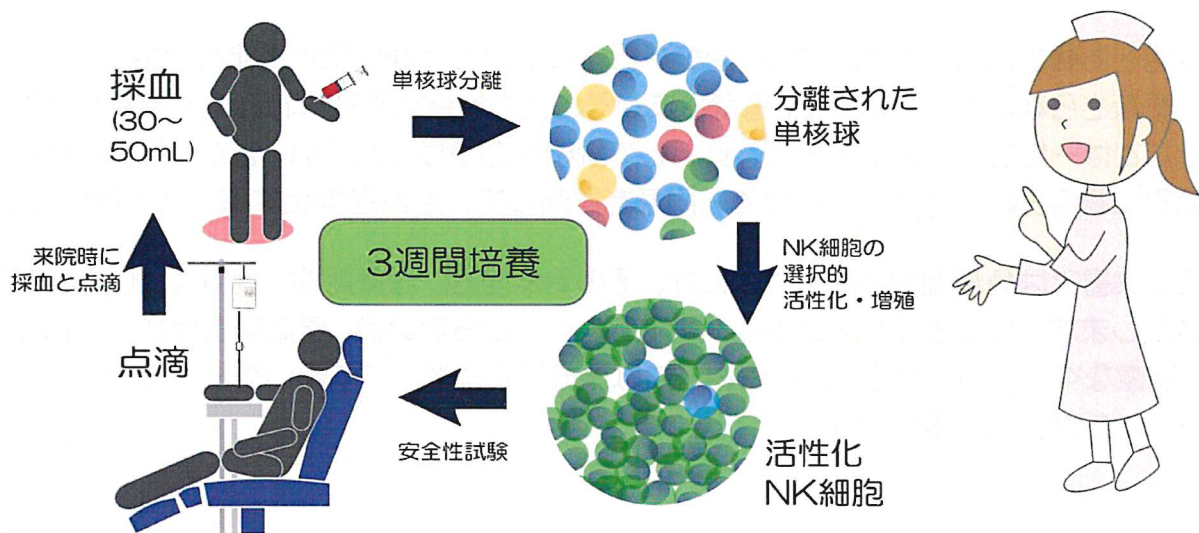 採血
(30～
50mL)
単核球分離
分離された
単核球
3週間培養
NK細胞の
選択的
活性化・増殖
来院時に
採血と点滴
点滴
安全性試験
活性化
NK細胞